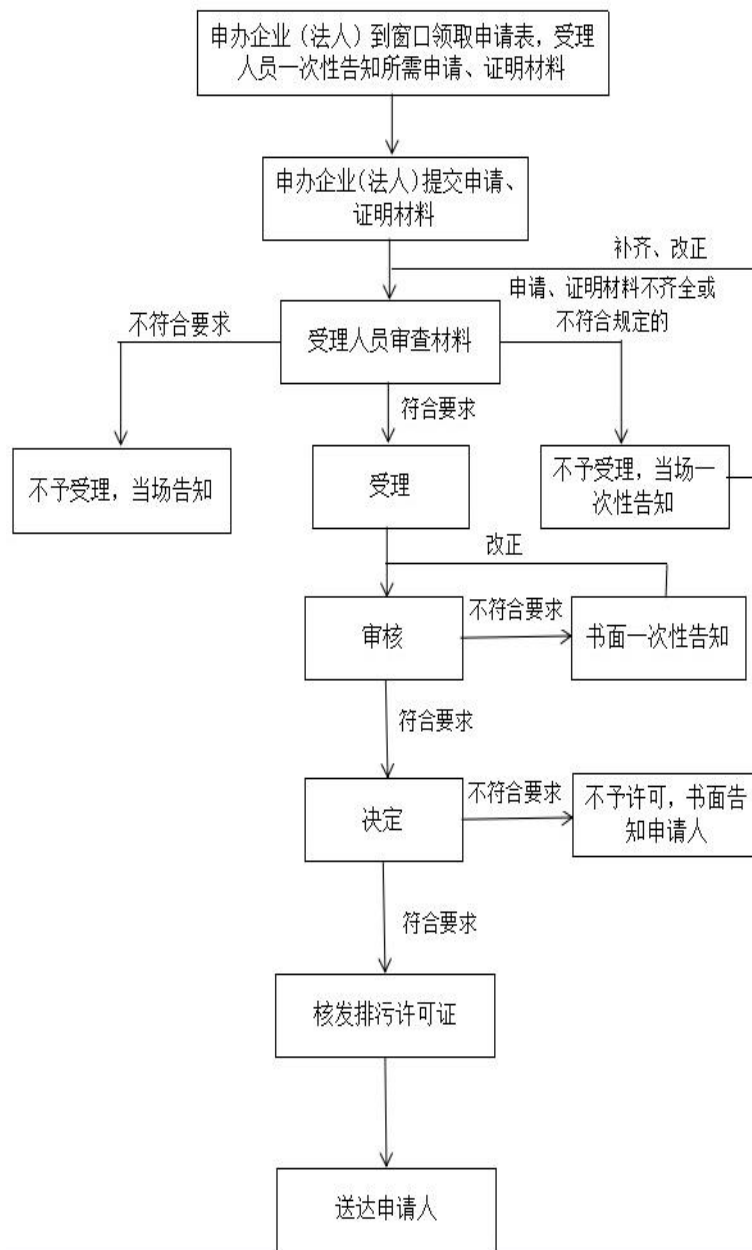 申办企业（法人）到窗口领取申请表，受理
人员一次性告知所需申请、证明材料
申办企业(法人)提交申请、
证明材料
补齐、改正
申请、证明材料不齐全或
不符合规定的
不符合要求
受理人员审查材料
符合要求
不予受理，当场告知
受理
不予受理，当场一
次性告知
改正
审核
不符合要求
书面一次性告知
符合要求
决定
不符合要求
不予许可，书面告
知申请人
符合要求
核发排污许可证
送达申请人